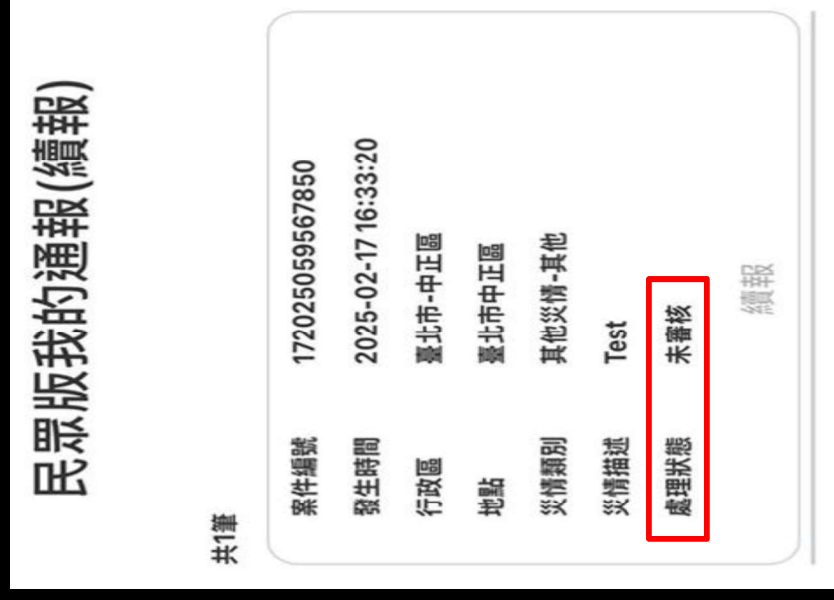 民眾版我的通報(續報)
共1筆
案件編號 17202505059567850
發生時間 2025-02-17 16:33:20
行政區 臺北市-中正區
地點 臺北市中正區
災情類別 其他災情-其他
災情描述 Test
處理狀態 未審核
續報